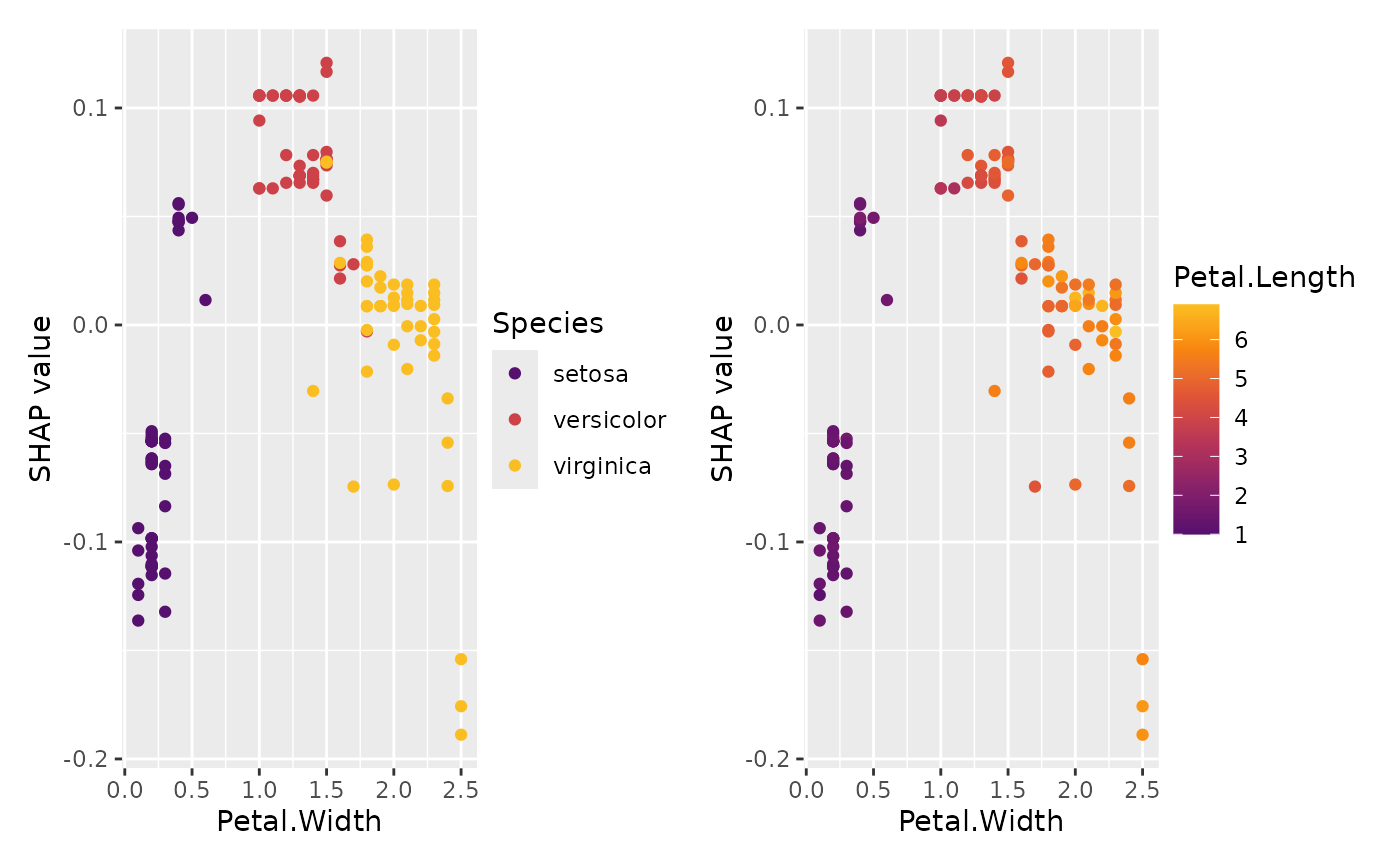 SHAP value
0.1
0.0
-0.1
-0.2
0.0 0.5 1.0 1.5 2.0 2.5
Petal.Width
Species
setosa
versicolor
virginica
SHAP value
0.1
0.0
-0.1
-0.2
0.0 0.5 1.0 1.5 2.0 2.5
Petal.Width
Petal.Length
6
5
4
3
2
1